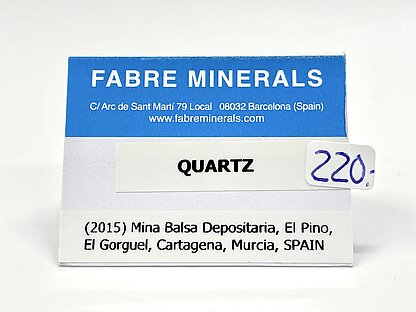 FABRE MINERALS
C/ Arc de Sant Martí 79 Local 08032 Barcelona (Spain)
www.fabreminerals.com
QUARTZ
220.-
(2015) Mina Balsa Depositaria, El Pino,
El Gorguel, Cartagena, Murcia, SPAIN